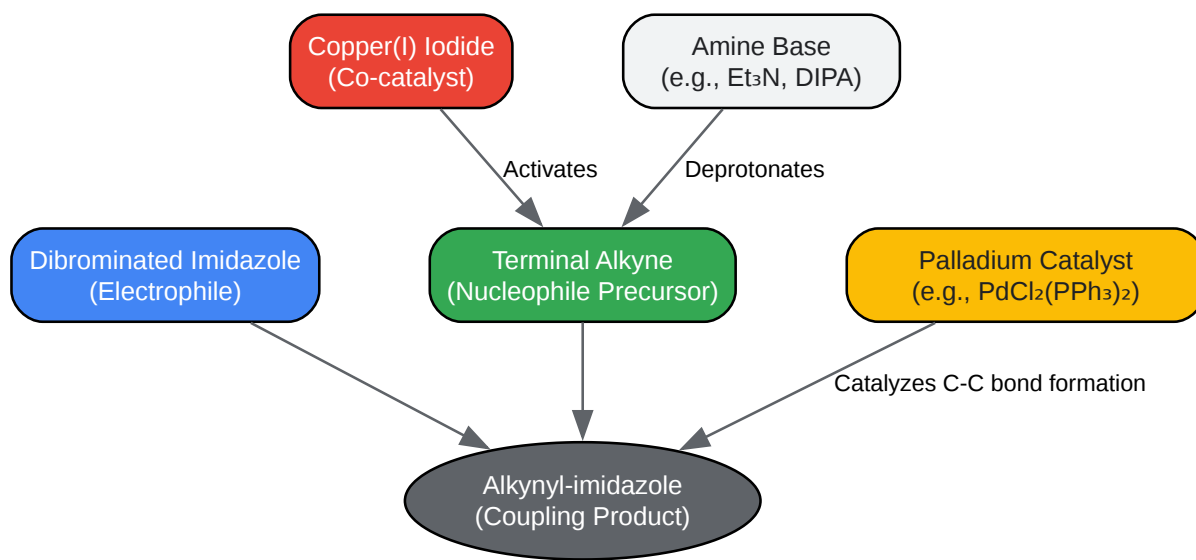 Copper(I) Iodide
(Co-catalyst)
Amine Base
(e.g., Et₃N, DIPA)
Activates
Deprotonates
Dibrominated Imidazole
(Electrophile)
Terminal Alkyne
(Nucleophile Precursor)
Palladium Catalyst
(e.g., PdCl₂(PPh₃)₂)
Catalyzes C-C bond formation
Alkynyl-imidazole
(Coupling Product)